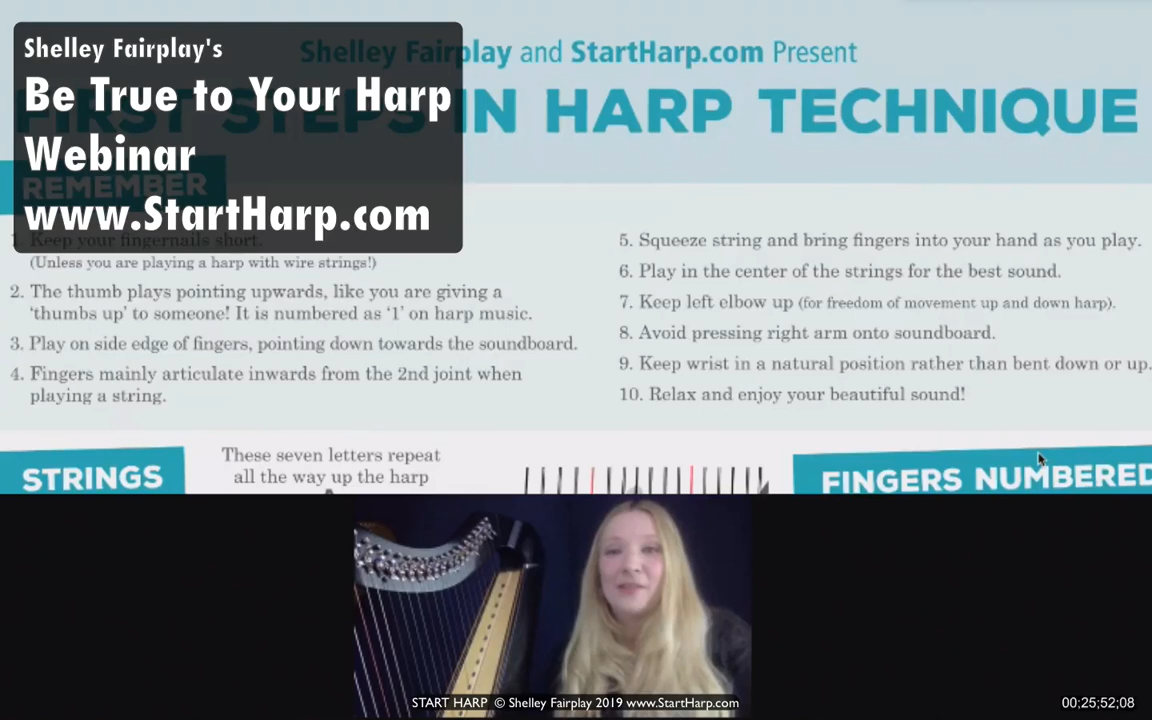 Shelley Fairplay's
Be True to Your Harp
Webinar
www.StartHarp.com
Shelley Fairplay and StartHarp.com Present
FIRST STEPS IN HARP TECHNIQUE
REMEMBER
1. Keep your fingernails short.
(Unless you are playing a harp with wire strings!)
2. The thumb plays pointing upwards, like you are giving a
'thumbs up' to someone! It is numbered as '1' on harp music.
3. Play on side edge of fingers, pointing down towards the soundboard.
4. Fingers mainly articulate inwards from the 2nd joint when
playing a string.
5. Squeeze string and bring fingers into your hand as you play.
6. Play in the center of the strings for the best sound.
7. Keep left elbow up (for freedom of movement up and down harp).
8. Avoid pressing right arm onto soundboard.
9. Keep wrist in a natural position rather than bent down or up.
10. Relax and enjoy your beautiful sound!
STRINGS
These seven letters repeat
all the way up the harp
FINGERS NUMBERED
START HARP © Shelley Fairplay 2019 www.StartHarp.com
00;25;52;08